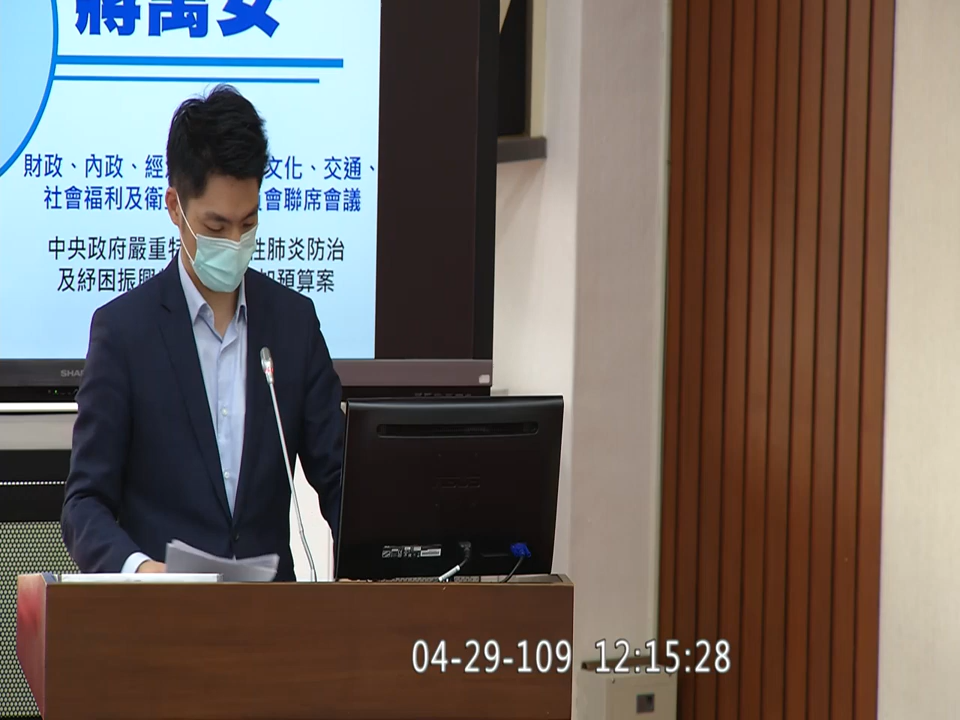 蔣萬安
財政、內政、經 文化、交通、
社會福利及衛 會聯席會議
中央政府嚴重特 性肺炎防治
及紓困振興 加預算案
SHAR
04-29-109 12:15:28